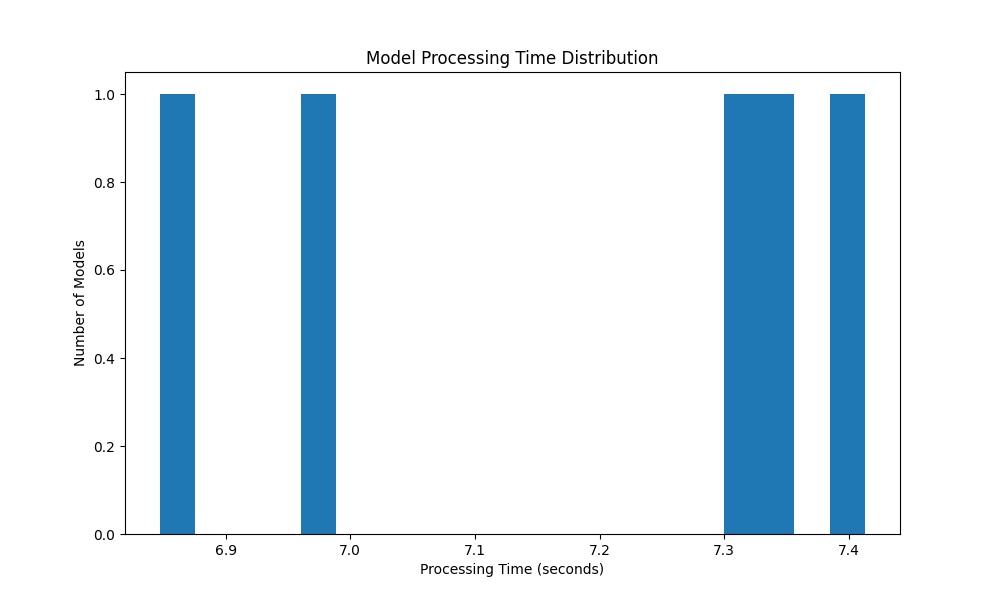 Model Processing Time Distribution
1.0
0.8
0.6
0.4
0.2
0.0
Number of Models
6.9 7.0 7.1 7.2 7.3 7.4
Processing Time (seconds)